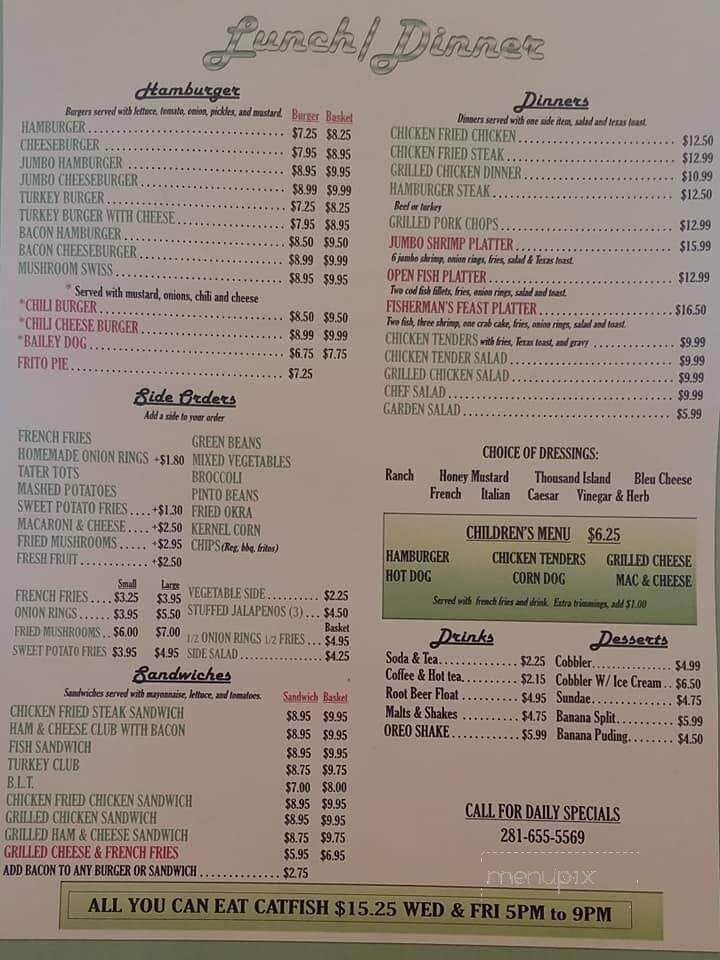 Lunch/Dinner
Hamburger
Burgers served with lettuce, tomato, onion, pickles, and mustard. Burger Basket
HAMBURGER $7.25 $8.25
CHEESEBURGER $7.95 $8.95
JUMBO HAMBURGER $8.95 $9.95
JUMBO CHEESEBURGER $8.99 $9.99
TURKEY BURGER $7.25 $8.25
TURKEY BURGER WITH CHEESE $7.95 $8.95
BACON HAMBURGER $8.50 $9.50
BACON CHEESEBURGER $8.99 $9.99
MUSHROOM SWISS $8.95 $9.95
* Served with mustard, onions, chili and cheese
*CHILI BURGER $8.50 $9.50
*CHILI CHEESE BURGER $8.99 $9.99
*BAILEY DOG $6.75 $7.75
FRITO PIE $7.25
Side Orders
Add a side to your order
FRENCH FRIES
HOMEMADE ONION RINGS +$1.80
TATER TOTS
MASHED POTATOES
SWEET POTATO FRIES .... +$1.30
MACARONI & CHEESE .... +$2.50
FRIED MUSHROOMS ..... +$2.95
FRESH FRUIT ............ +$2.50
GREEN BEANS
MIXED VEGETABLES
BROCCOLI
PINTO BEANS
FRIED OKRA
KERNEL CORN
CHIPS (Reg, bbq, fritos)
Small Large
FRENCH FRIES .... $3.25 $3.95
ONION RINGS ..... $3.95 $5.50
FRIED MUSHROOMS .. $6.00 $7.00
SWEET POTATO FRIES $3.95 $4.95
VEGETABLE SIDE .......... $2.25
STUFFED JALAPENOS (3) ... $4.50
Basket
1/2 ONION RINGS 1/2 FRIES ... $4.95
SIDE SALAD ............... $4.25
Sandwiches
Sandwiches served with mayonnaise, lettuce, and tomatoes. Sandwich Basket
CHICKEN FRIED STEAK SANDWICH $8.95 $9.95
HAM & CHEESE CLUB WITH BACON $8.95 $9.95
FISH SANDWICH $8.95 $9.95
TURKEY CLUB $8.75 $9.75
B.L.T. $7.00 $8.00
CHICKEN FRIED CHICKEN SANDWICH $8.95 $9.95
GRILLED CHICKEN SANDWICH $8.95 $9.95
GRILLED HAM & CHEESE SANDWICH $8.75 $9.75
GRILLED CHEESE & FRENCH FRIES $5.95 $6.95
ADD BACON TO ANY BURGER OR SANDWICH ............. $2.75
Dinners
Dinners served with one side item, salad and texas toast.
CHICKEN FRIED CHICKEN $12.50
CHICKEN FRIED STEAK $12.99
GRILLED CHICKEN DINNER $10.99
HAMBURGER STEAK $12.50
Beef or turkey
GRILLED PORK CHOPS $12.99
JUMBO SHRIMP PLATTER $15.99
6 jumbo shrimp, onion rings, fries, salad & Texas toast.
OPEN FISH PLATTER $12.99
Two cod fish fillets, fries, onion rings, salad and toast.
FISHERMAN'S FEAST PLATTER $16.50
Two fish, three shrimp, one crab cake, fries, onion rings, salad and toast.
CHICKEN TENDERS with fries, Texas toast, and gravy $9.99
CHICKEN TENDER SALAD $9.99
GRILLED CHICKEN SALAD $9.99
CHEF SALAD $9.99
GARDEN SALAD $5.99
CHOICE OF DRESSINGS:
Ranch Honey Mustard Thousand Island Bleu Cheese
French Italian Caesar Vinegar & Herb
CHILDREN'S MENU $6.25
HAMBURGER CHICKEN TENDERS GRILLED CHEESE
HOT DOG CORN DOG MAC & CHEESE
Served with french fries and drink. Extra trimmings, add $1.00
Drinks
Soda & Tea $2.25
Coffee & Hot tea $2.15
Root Beer Float $4.95
Malts & Shakes $4.75
OREO SHAKE $5.99
Desserts
Cobbler $4.99
Cobbler W/ Ice Cream .. $6.50
Sundae $4.75
Banana Split $5.99
Banana Puding $4.50
CALL FOR DAILY SPECIALS
281-655-5569
menupix
ALL YOU CAN EAT CATFISH $15.25 WED & FRI 5PM to 9PM